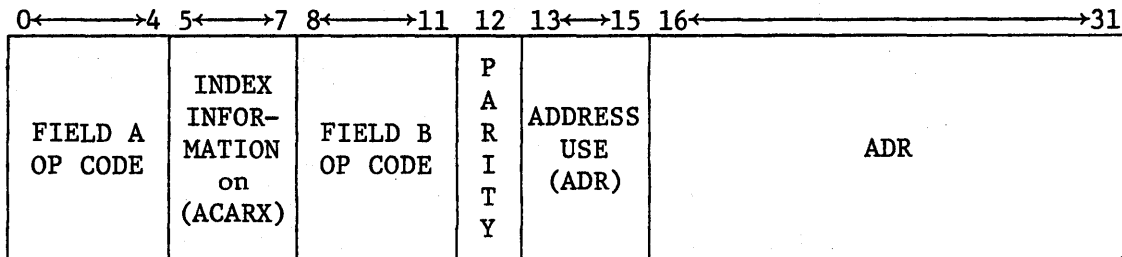 0←→4 5←→7 8←→11 12 13←→15 16←→31
FIELD A
OP CODE
INDEX
INFOR-
MATION
on
(ACARX)
FIELD B
OP CODE
P
A
R
I
T
Y
ADDRESS
USE
(ADR)
ADR